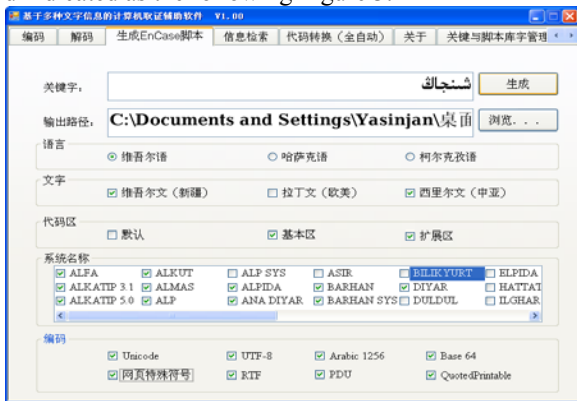 基于多种文字信息的计算机取证辅助软件 V1.00
编码 解码 生成EnCase脚本 信息检索 代码转换（全自动） 关于 关键与脚本库字管理
关键字： شىنجاڭ 生成
输出路径： C:\Documents and Settings\Yasinjan\桌面 浏览. . .
语言
维吾尔语 哈萨克语 柯尔克孜语
文字
维吾尔文（新疆） 拉丁文（欧美） 西里尔文（中亚）
代码区
默认 基本区 扩展区
系统名称
ALFA ALKUT ALP SYS ASIR BILIK YURT ELPIDA
ALKATIP 3.1 ALMAS ALPIDA BARHAN DIYAR HATTAT
ALKATIP 5.0 ALP ANA DIYAR BARHAN SYS DULDUL ILGHAR
编码
Unicode UTF-8 Arabic 1256 Base 64
网页特殊符号 RTF PDU QuotedPrintable